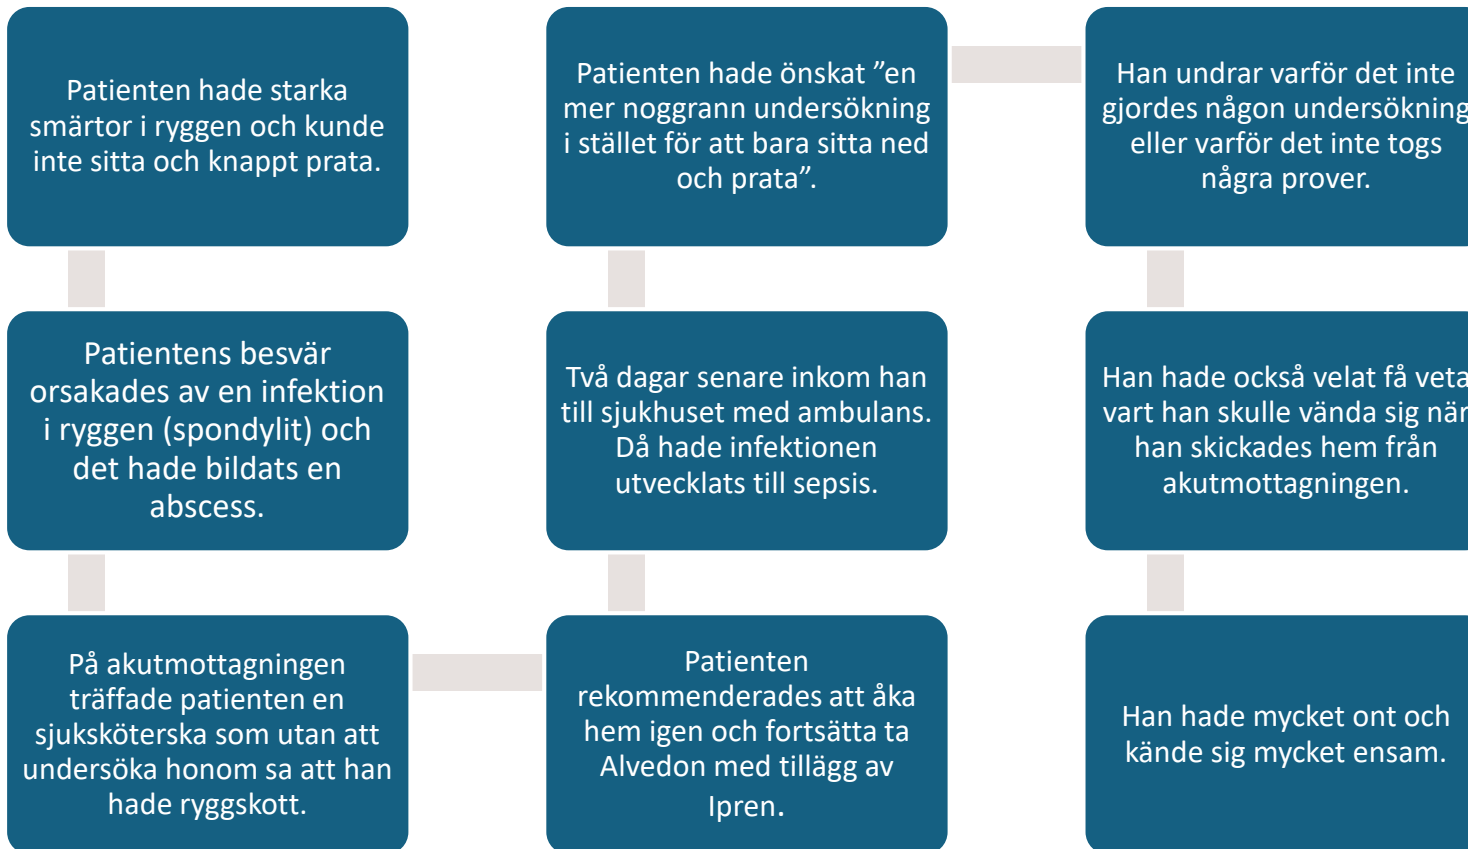 Patienten hade starka
smärtor i ryggen och kunde
inte sitta och knappt prata.
Patientens besvär
orsakades av en infektion
i ryggen (spondylit) och
det hade bildats en
abscess.
På akutmottagningen
träffade patienten en
sjuksköterska som utan att
undersöka honom sa att han
hade ryggskott.
Patienten
rekommenderades att åka
hem igen och fortsätta ta
Alvedon med tillägg av
Ipren.
Två dagar senare inkom han
till sjukhuset med ambulans.
Då hade infektionen
utvecklats till sepsis.
Patienten hade önskat ”en
mer noggrann undersökning
i stället för att bara sitta ned
och prata”.
Han undrar varför det inte
gjordes någon undersökning
eller varför det inte togs
några prover.
Han hade också velat få veta
vart han skulle vända sig när
han skickades hem från
akutmottagningen.
Han hade mycket ont och
kände sig mycket ensam.